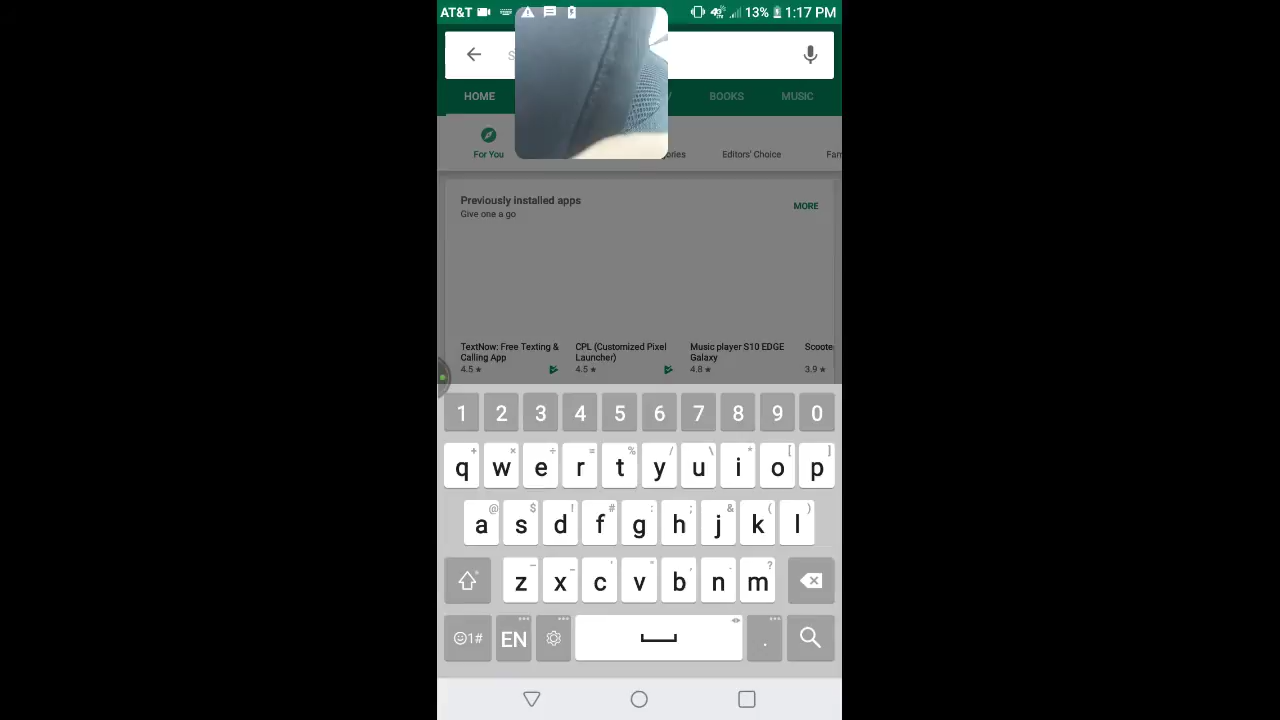 AT&T 13% 1:17 PM
HOME BOOKS MUSIC
For You ories Editors' Choice Fam
Previously installed apps
MORE
Give one a go
TextNow: Free Texting & Calling App
4.5 ★
CPL (Customized Pixel Launcher)
4.5 ★
Music player S10 EDGE Galaxy
4.8 ★
Scoote
3.9 ★
1 2 3 4 5 6 7 8 9 0
q w e r t y u i o p
a s d f g h j k l
z x c v b n m
☺1# EN .